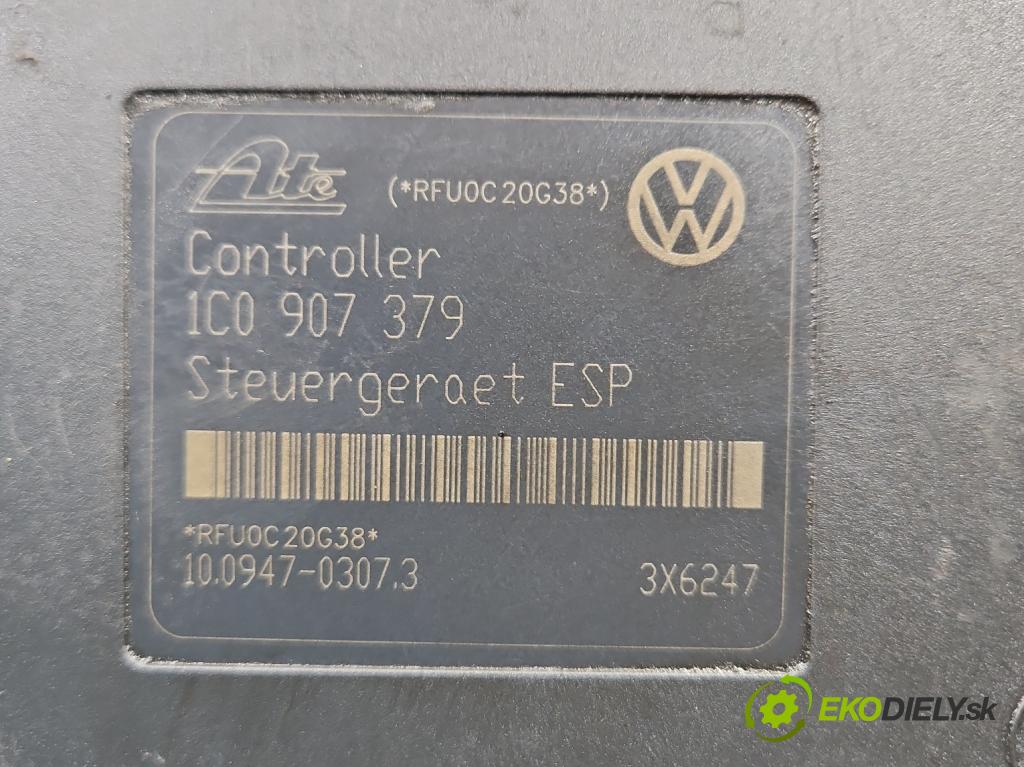 Ate (*RFU0C20G38*)
Controller
1C0 907 379
Steuergeraet ESP
*RFU0C20G38*
10.0947-0307.3 3X6247
EKODIELY.sk